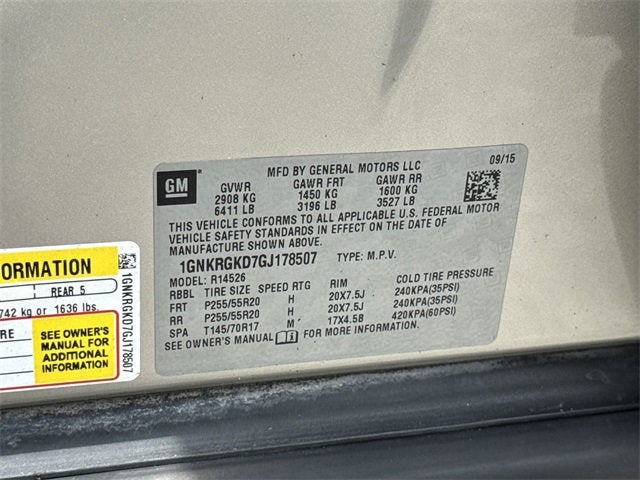 MFD BY GENERAL MOTORS LLC
09/15
GM
GVWR GAWR FRT GAWR RR
2908 KG 1450 KG 1600 KG
6411 LB 3196 LB 3527 LB
THIS VEHICLE CONFORMS TO ALL APPLICABLE U.S. FEDERAL MOTOR
VEHICLE SAFETY STANDARDS IN EFFECT ON THE DATE OF
MANUFACTURE SHOWN ABOVE.
1GNKRGKD7GJ178507 TYPE: M.P.V.
MODEL: R14526
RBBL TIRE SIZE SPEED RTG RIM COLD TIRE PRESSURE
FRT P255/55R20 H 20X7.5J 240KPA(35PSI)
RR P255/55R20 H 20X7.5J 240KPA(35PSI)
SPA T145/70R17 M 17X4.5B 420KPA(60PSI)
SEE OWNER'S MANUAL FOR MORE INFORMATION.
ORMATION
REAR 5
742 kg or 1636 lbs.
RE
SEE OWNER'S
MANUAL FOR
ADDITIONAL
INFORMATION
1GNKRGKD7GJ178507